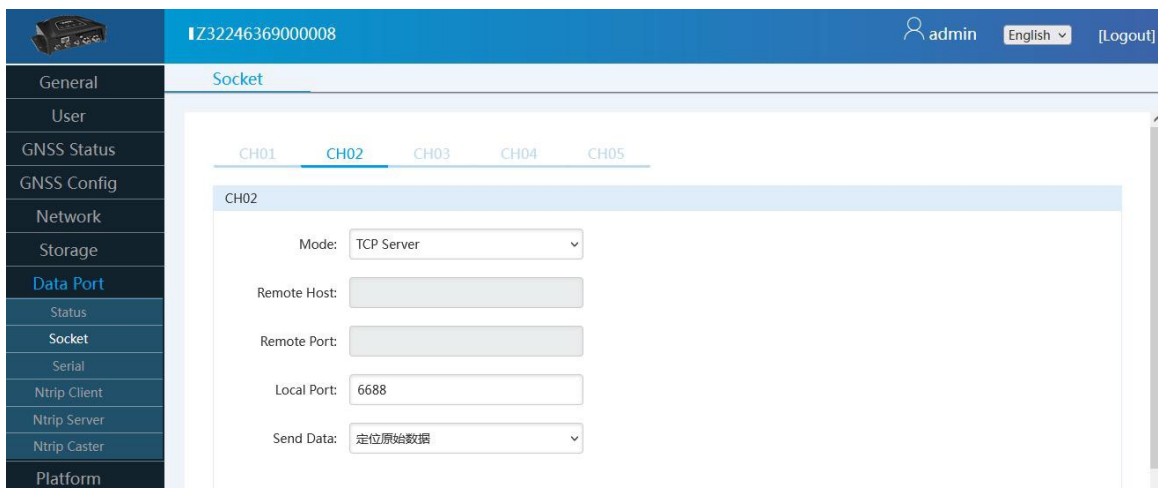 IZ32246369000008
admin
English
[Logout]
General
User
GNSS Status
GNSS Config
Network
Storage
Data Port
Status
Socket
Serial
Ntrip Client
Ntrip Server
Ntrip Caster
Platform
Socket
CH01 CH02 CH03 CH04 CH05
CH02
Mode: TCP Server
Remote Host:
Remote Port:
Local Port: 6688
Send Data: 定位原始数据